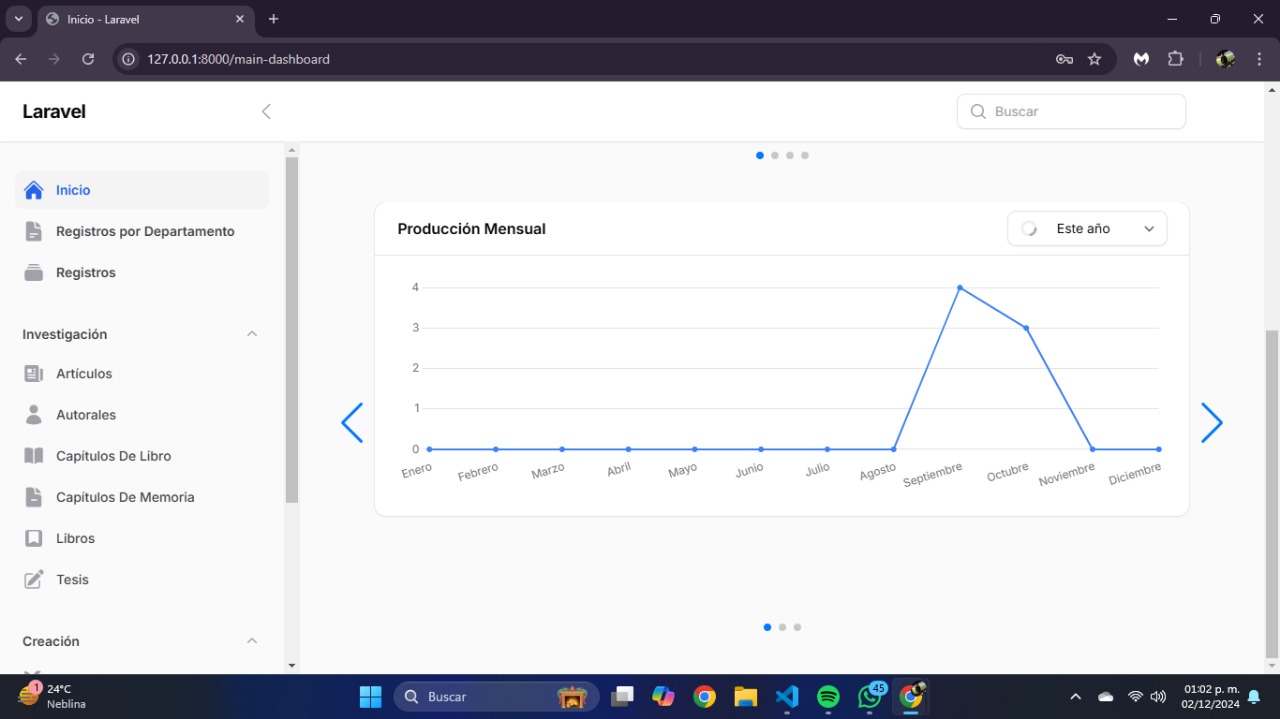 Inicio - Laravel
127.0.0.1:8000/main-dashboard
Laravel
Buscar
Inicio
Registros por Departamento
Registros
Investigación
Artículos
Autorales
Capítulos De Libro
Capítulos De Memoria
Libros
Tesis
Creación
Producción Mensual
Este año
4
3
2
1
0
Enero
Febrero
Marzo
Abril
Mayo
Junio
Julio
Agosto
Septiembre
Octubre
Noviembre
Diciembre
1
24°C
Neblina
Buscar
45
01:02 p. m.
02/12/2024